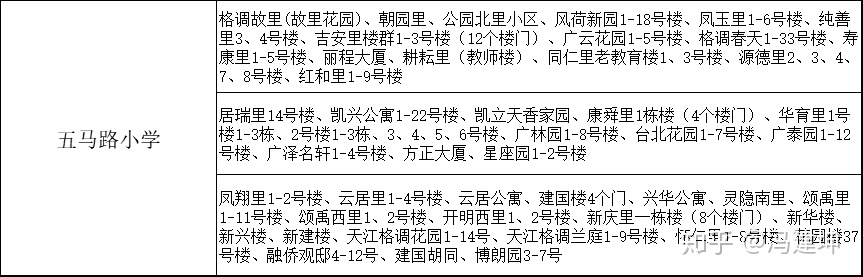 格调故里(故里花园)、朝园里、公园北里小区、风荷新园1-18号楼、凤玉里1-6号楼、纯善
里3、4号楼、吉安里楼群1-3号楼（12个楼门）、广云花园1-5号楼、格调春天1-33号楼、寿
康里1-5号楼、丽程大厦、耕耘里（教师楼）、同仁里老教育楼1、3号楼、源德里2、3、4、
7、8号楼、红和里1-9号楼
五马路小学
居瑞里14号楼、凯兴公寓1-22号楼、凯立天香家园、康舜里1栋楼（4个楼门）、华育里1号
楼1-3栋、2号楼1-3栋、3、4、5、6号楼、广林园1-8号楼、台北花园1-7号楼、广泰园1-12
号楼、广泽名轩1-4号楼、方正大厦、星座园1-2号楼
凤翔里1-2号楼、云居里1-4号楼、云居公寓、建国楼4个门、兴华公寓、灵隐南里、颂禹里
1-11号楼、颂禹西里1、2号楼、开明西里1、2号楼、新庆里一栋楼（8个楼门）、新华楼、
新兴楼、新建楼、天江格调花园1-14号、天江格调兰庭1-9号楼、怀仁里1-8号楼、花园楼37
号楼、融侨观邸4-12号、建国胡同、博朗园3-7号
知乎 @冯建坤